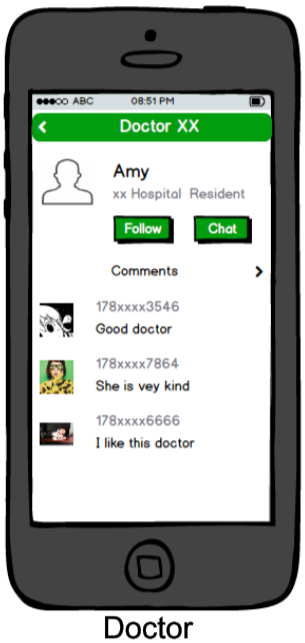 ABC 08:51 PM
Doctor XX
Amy
xx Hospital Resident
Follow Chat
Comments
178xxxx3546
Good doctor
178xxxx7864
She is vey kind
178xxxx6666
I like this doctor
Doctor